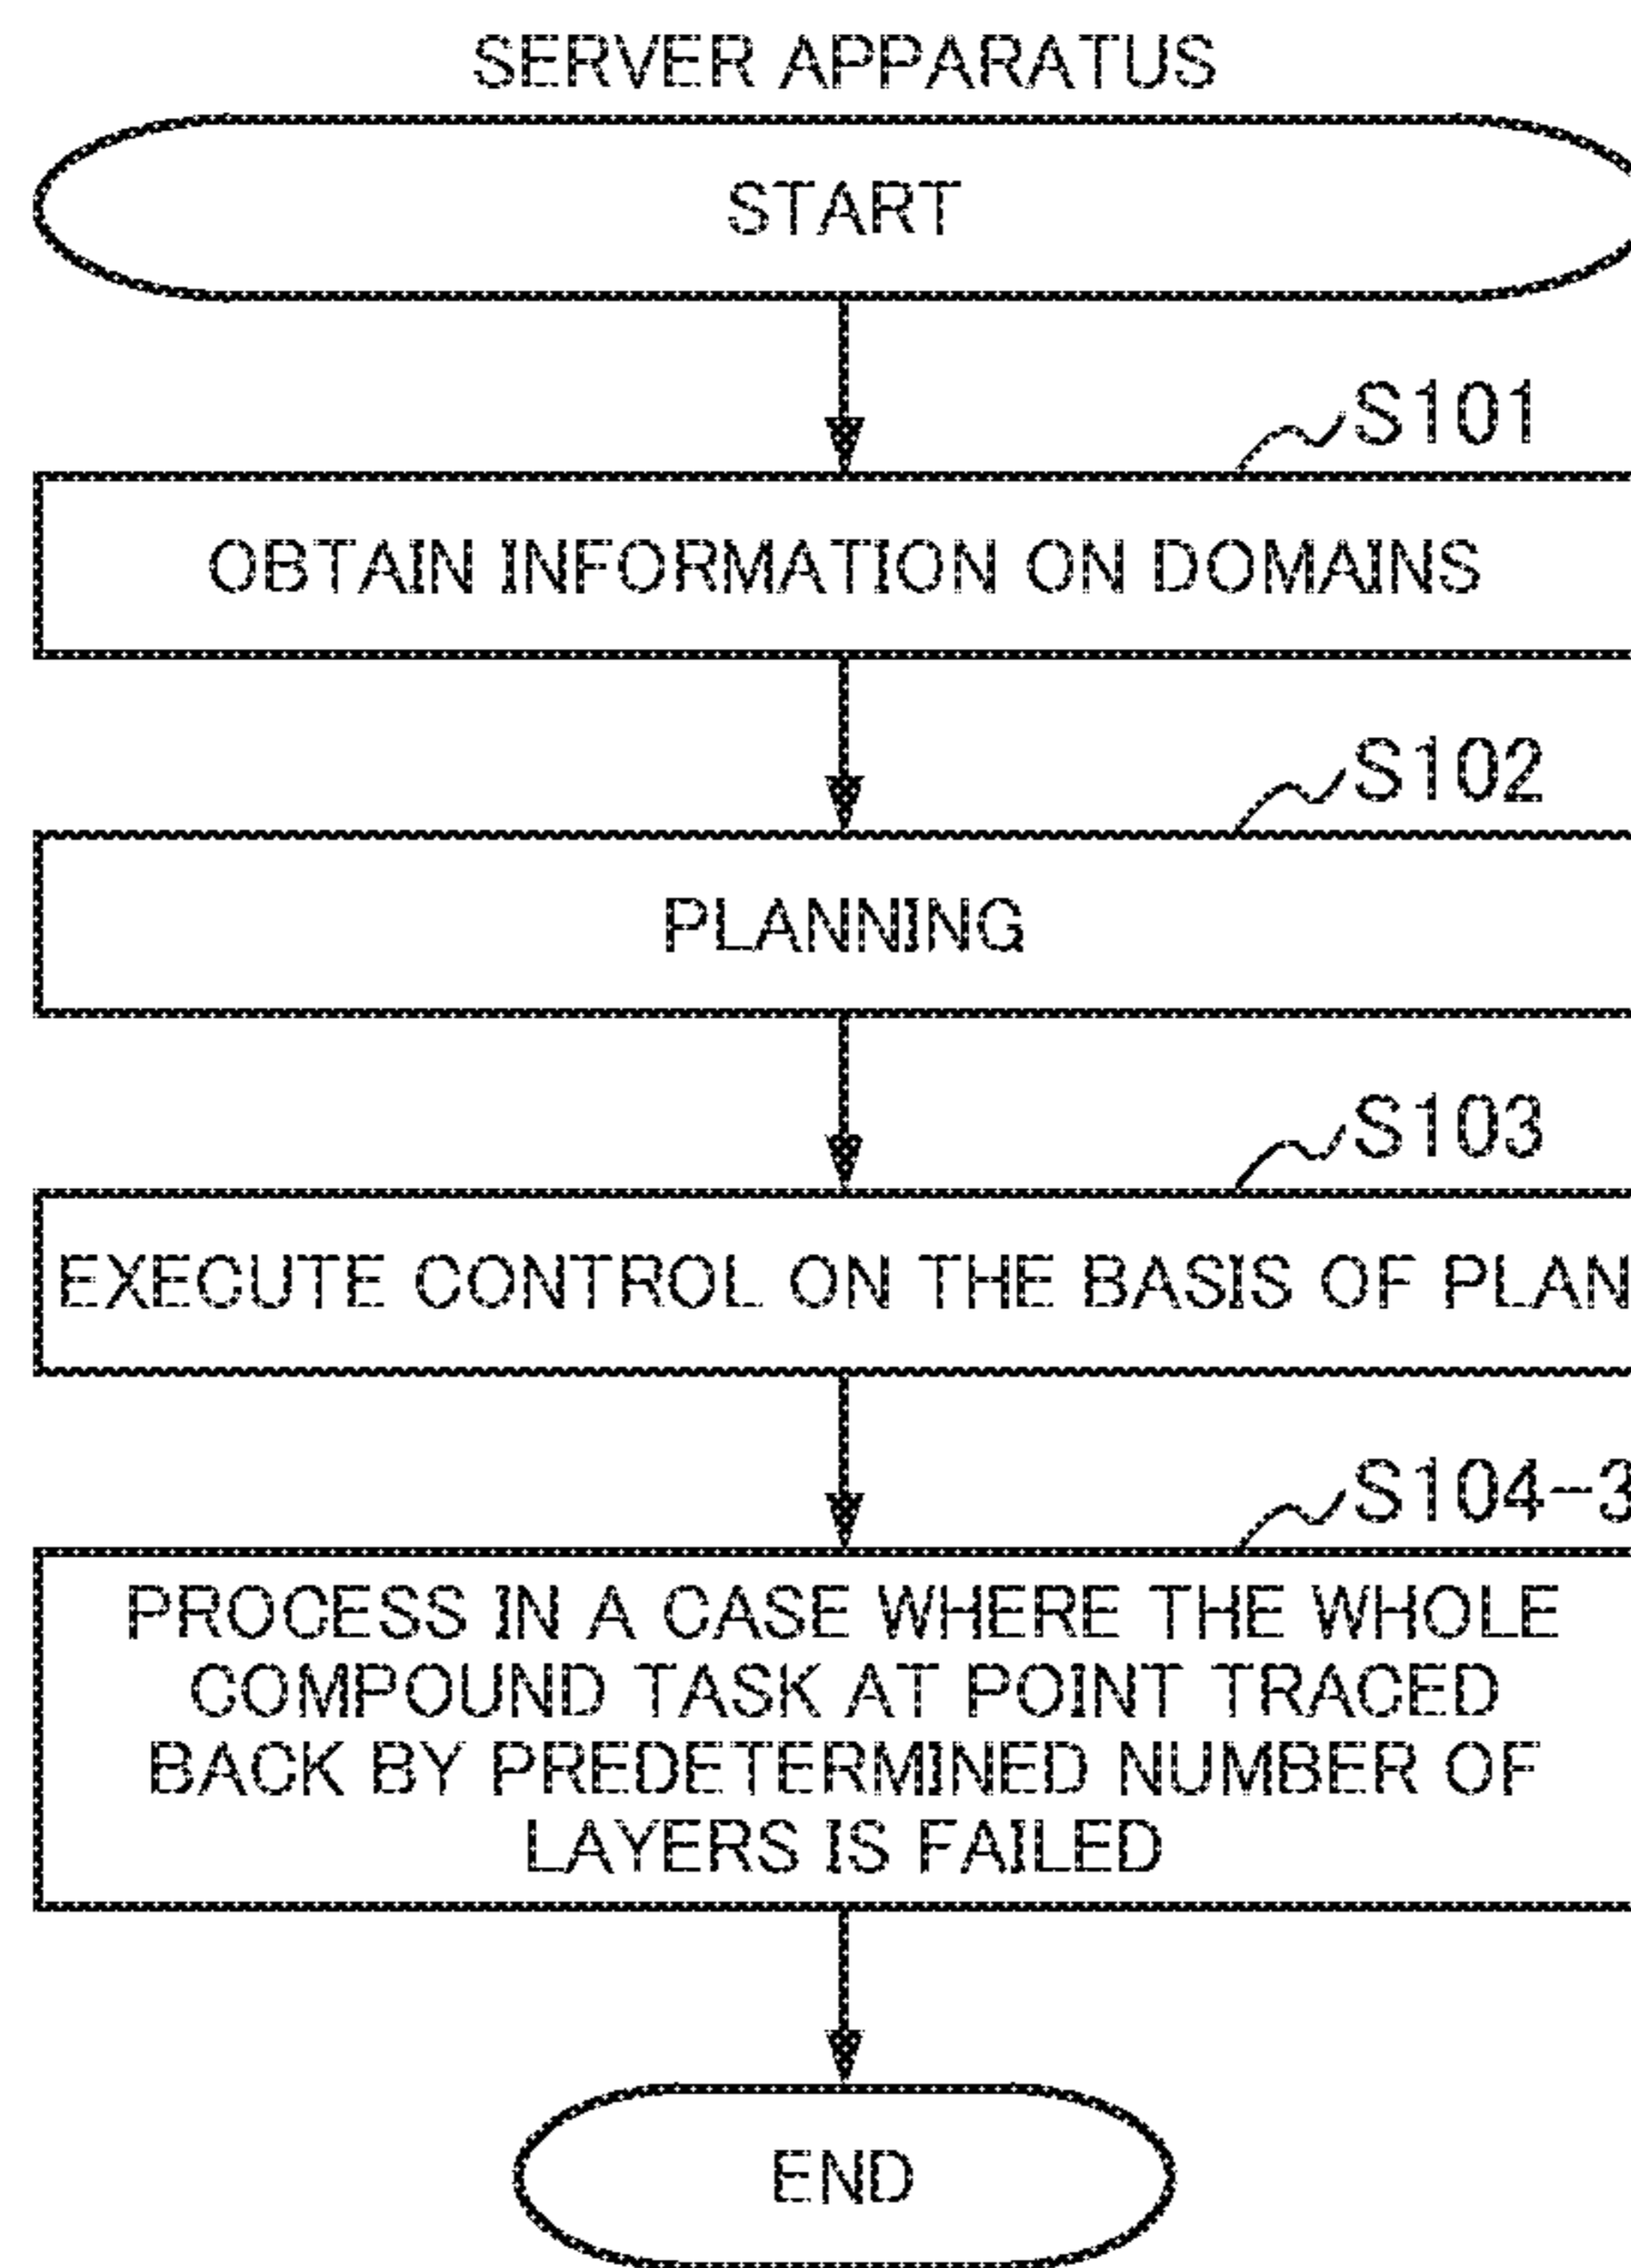 SERVER APPARATUS
START
S101
OBTAIN INFORMATION ON DOMAINS
S102
PLANNING
S103
EXECUTE CONTROL ON THE BASIS OF PLAN
S104-3
PROCESS IN A CASE WHERE THE WHOLE
COMPOUND TASK AT POINT TRACED
BACK BY PREDETERMINED NUMBER OF
LAYERS IS FAILED
END